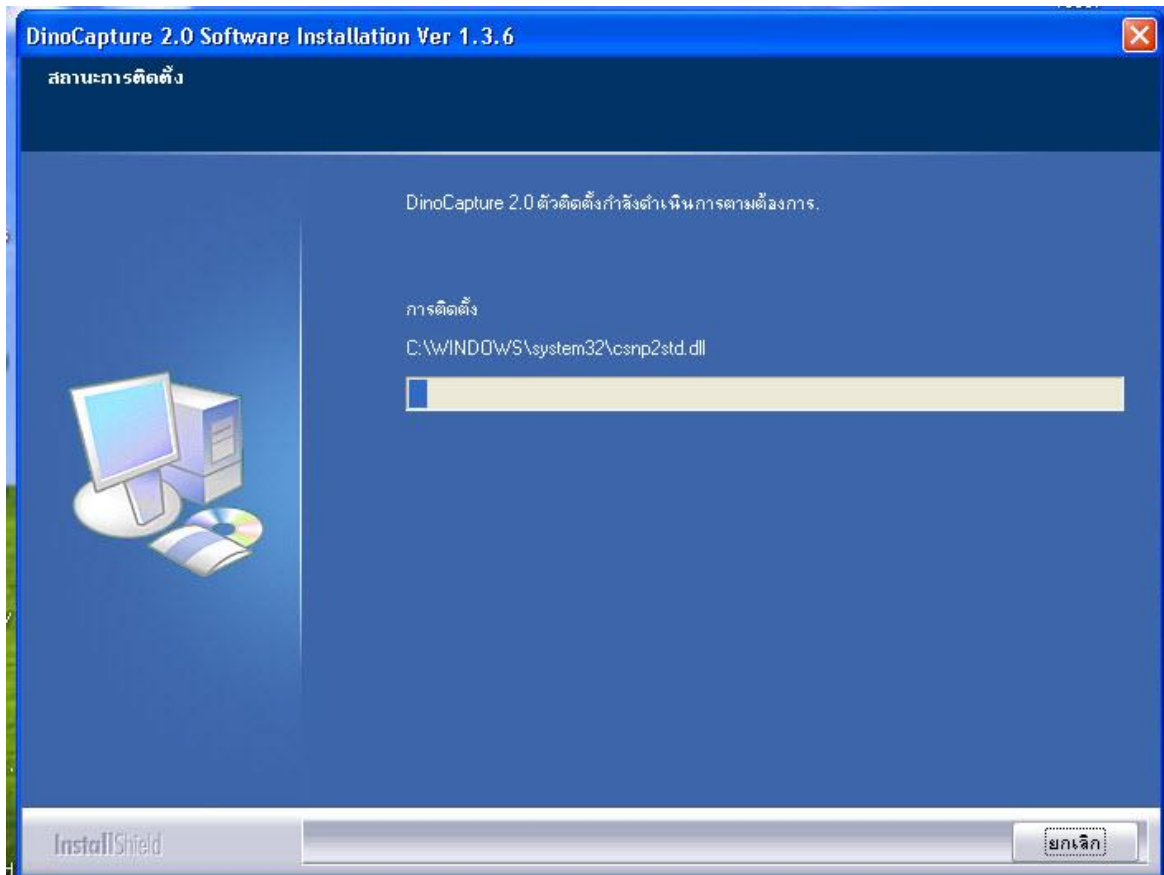 DinoCapture 2.0 Software Installation Ver 1.3.6
สถานะการติดตั้ง
DinoCapture 2.0 ตัวติดตั้งกำลังดำเนินการตามต้องการ.
การติดตั้ง
C:\WINDOWS\system32\csnp2std.dll
InstallShield
ยกเลิก